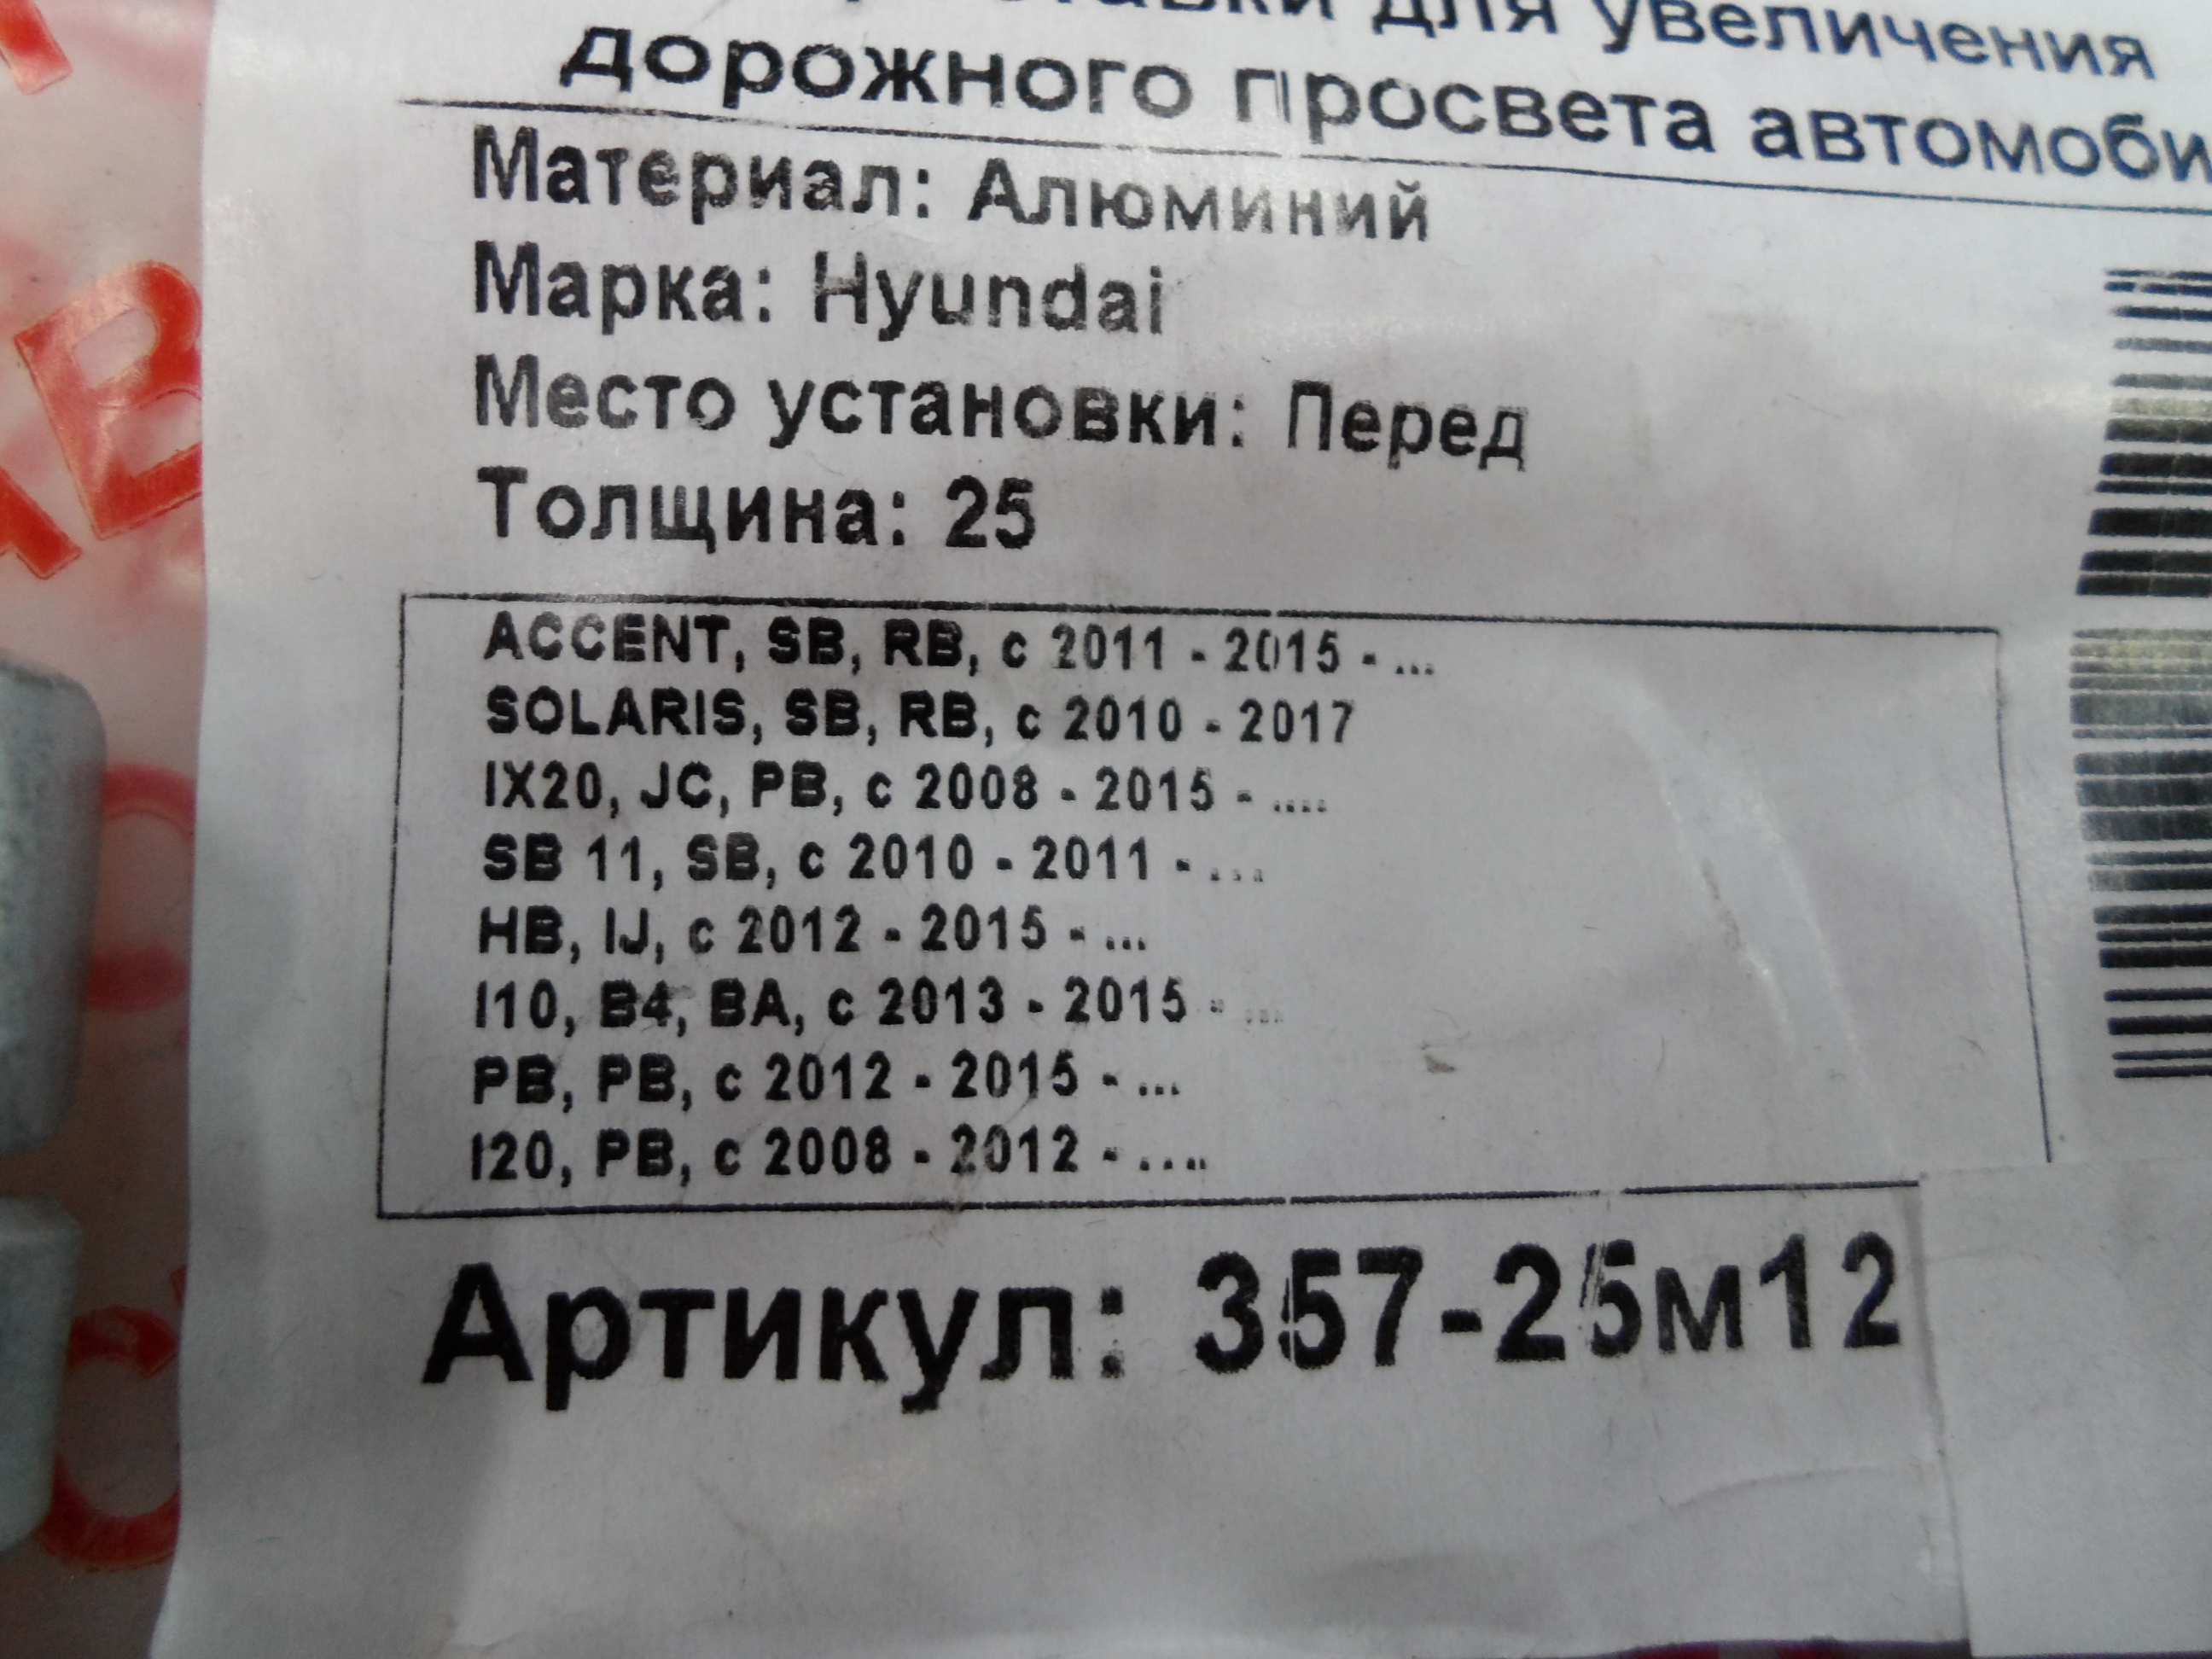 для увеличения
дорожного просвета автомоби
Материал: Алюминий
Марка: Hyundai
Место установки: Перед
Толщина: 25
ACCENT, SB, RB, с 2011 - 2015 - ...
SOLARIS, SB, RB, с 2010 - 2017
IX20, JC, PB, с 2008 - 2015 - ....
SB 11, SB, с 2010 - 2011 - ...
HB, IJ, с 2012 - 2015 - ...
I10, B4, BA, с 2013 - 2015 - ...
PB, PB, с 2012 - 2015 - ...
I20, PB, с 2008 - 2012 - ....
Артикул: 357-25м12